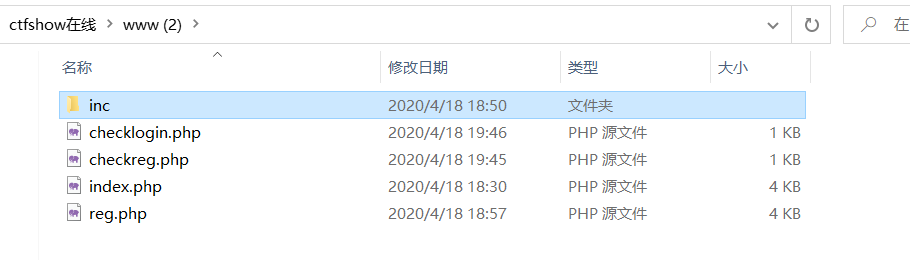 ctfshow在线 > www (2) > 在
名称 修改日期 类型 大小
inc 2020/4/18 18:50 文件夹
checklogin.php 2020/4/18 19:46 PHP 源文件 1 KB
checkreg.php 2020/4/18 19:45 PHP 源文件 1 KB
index.php 2020/4/18 18:30 PHP 源文件 4 KB
reg.php 2020/4/18 18:57 PHP 源文件 4 KB